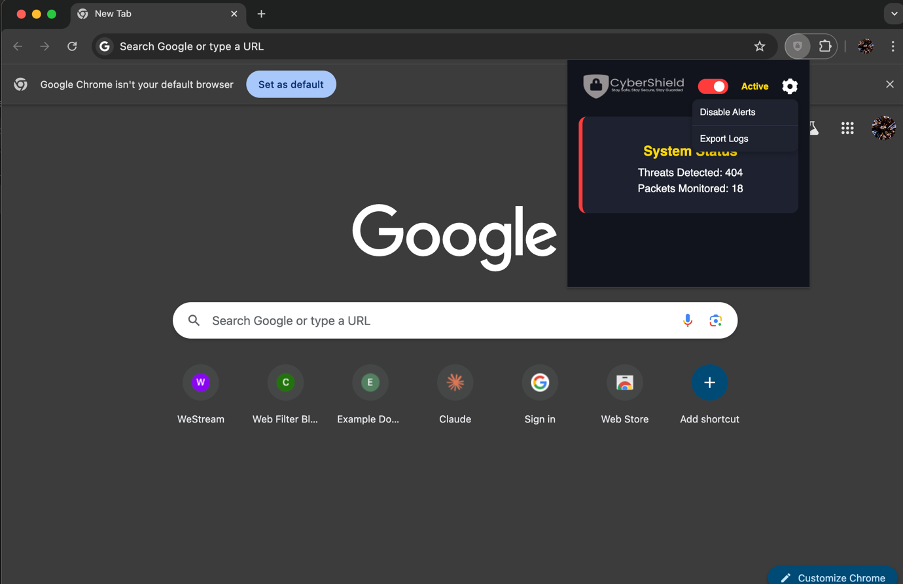 New Tab
Search Google or type a URL
Google Chrome isn't your default browser
Set as default
CyberShield
Stay Safe, Stay Secure, Stay Guarded
Active
Disable Alerts
Export Logs
System Status
Threats Detected: 404
Packets Monitored: 18
Google
Search Google or type a URL
W
C
E
WeStream
Web Filter Bl...
Example Do...
Claude
Sign in
Web Store
Add shortcut
Customize Chrome